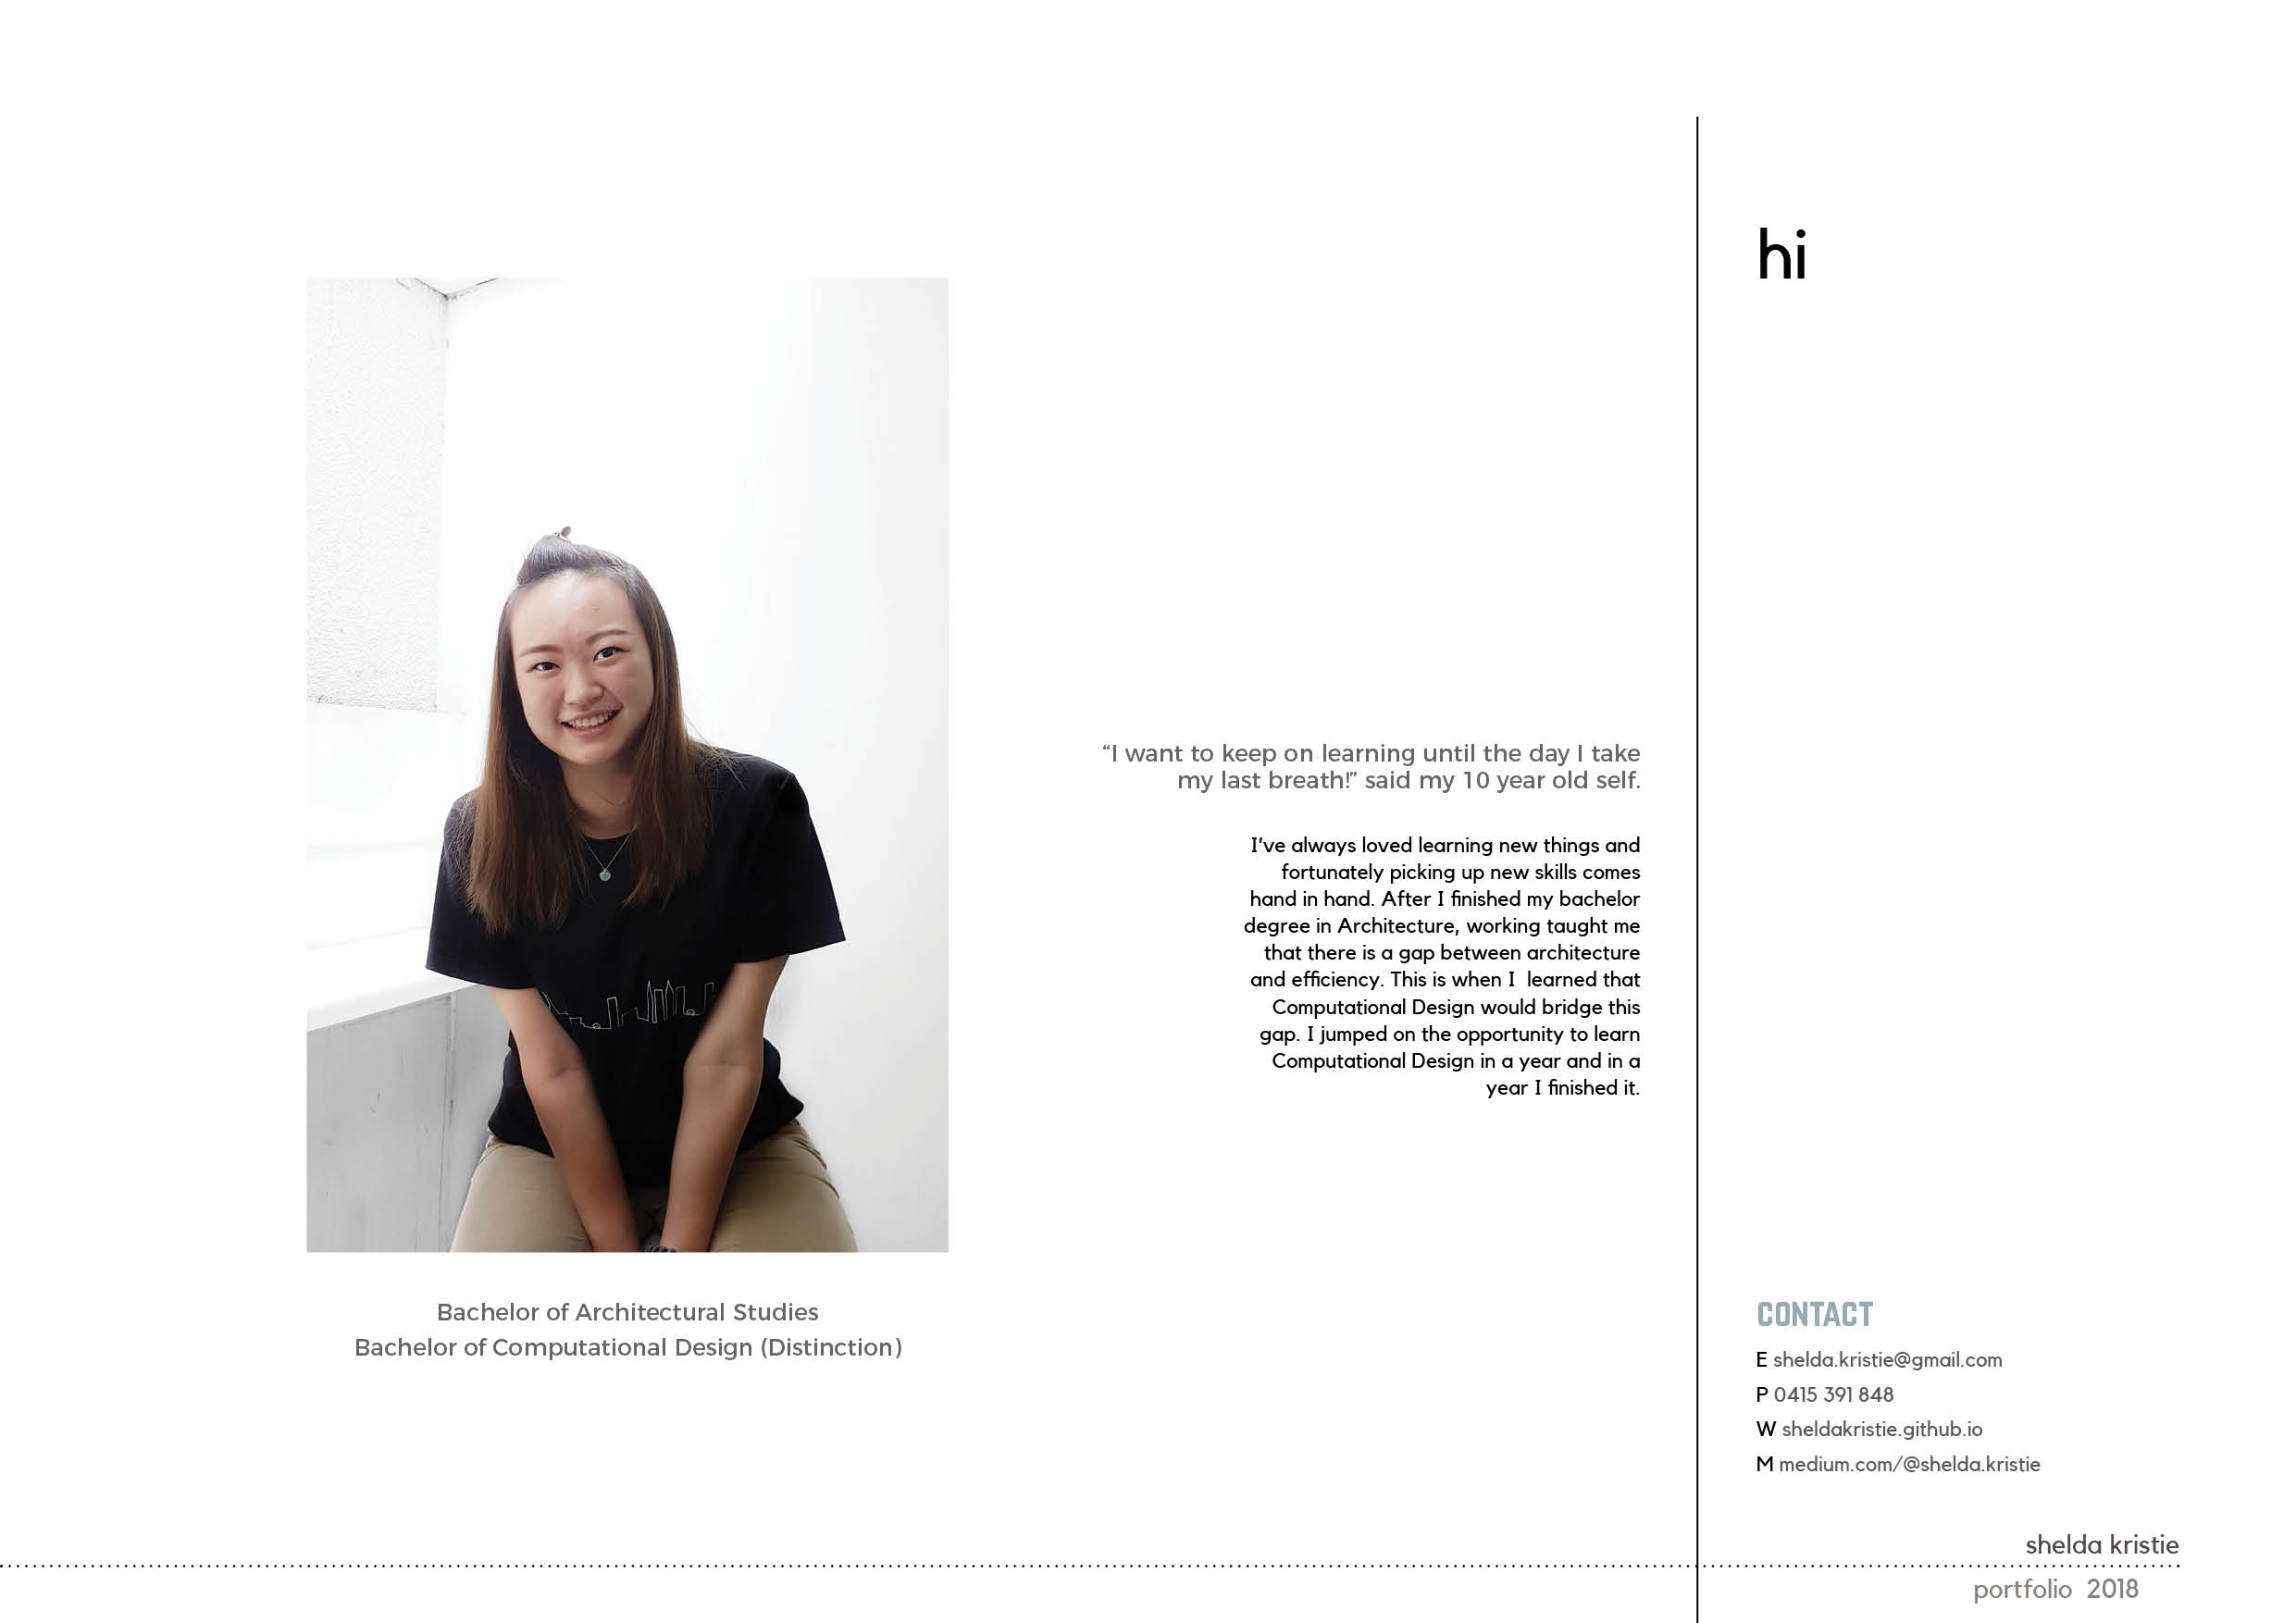 hi
“I want to keep on learning until the day I take
my last breath!” said my 10 year old self.
I’ve always loved learning new things and
fortunately picking up new skills comes
hand in hand. After I finished my bachelor
degree in Architecture, working taught me
that there is a gap between architecture
and efficiency. This is when I  learned that
Computational Design would bridge this
gap. I jumped on the opportunity to learn
Computational Design in a year and in a
year I finished it.
Bachelor of Architectural Studies
Bachelor of Computational Design (Distinction)
CONTACT
E shelda.kristie@gmail.com
P 0415 391 848
W sheldakristie.github.io
M medium.com/@shelda.kristie
shelda kristie
portfolio 2018